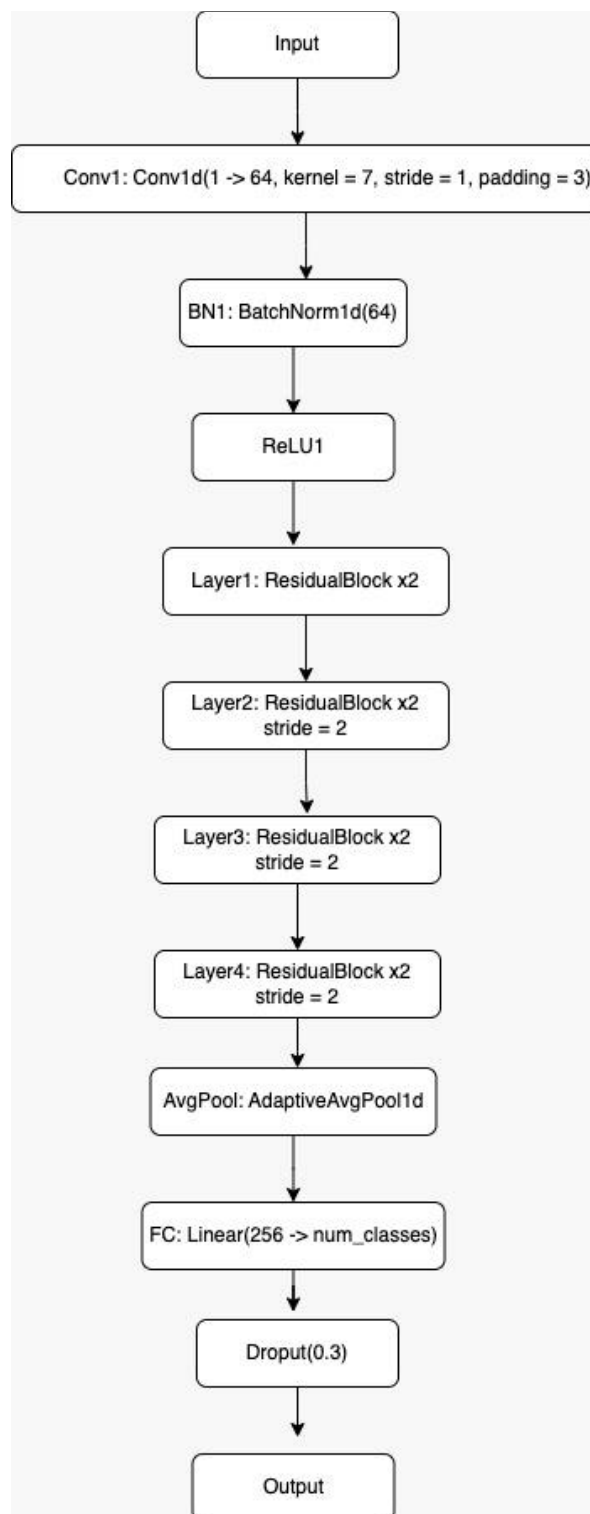 Input
Conv1: Conv1d(1 -> 64, kernel = 7, stride = 1, padding = 3)
BN1: BatchNorm1d(64)
ReLU1
Layer1: ResidualBlock x2
Layer2: ResidualBlock x2
stride = 2
Layer3: ResidualBlock x2
stride = 2
Layer4: ResidualBlock x2
stride = 2
AvgPool: AdaptiveAvgPool1d
FC: Linear(256 -> num_classes)
Droput(0.3)
Output